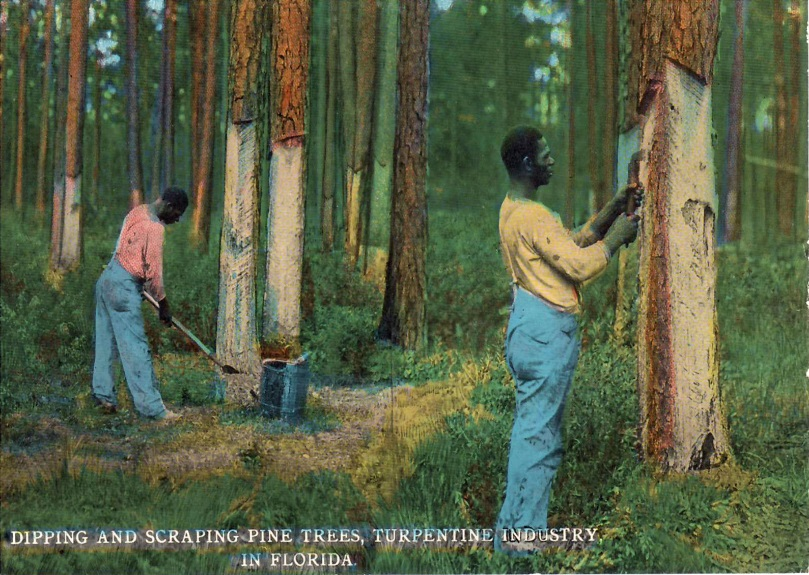 DIPPING AND SCRAPING PINE TREES, TURPENTINE INDUSTRY,
IN FLORIDA.